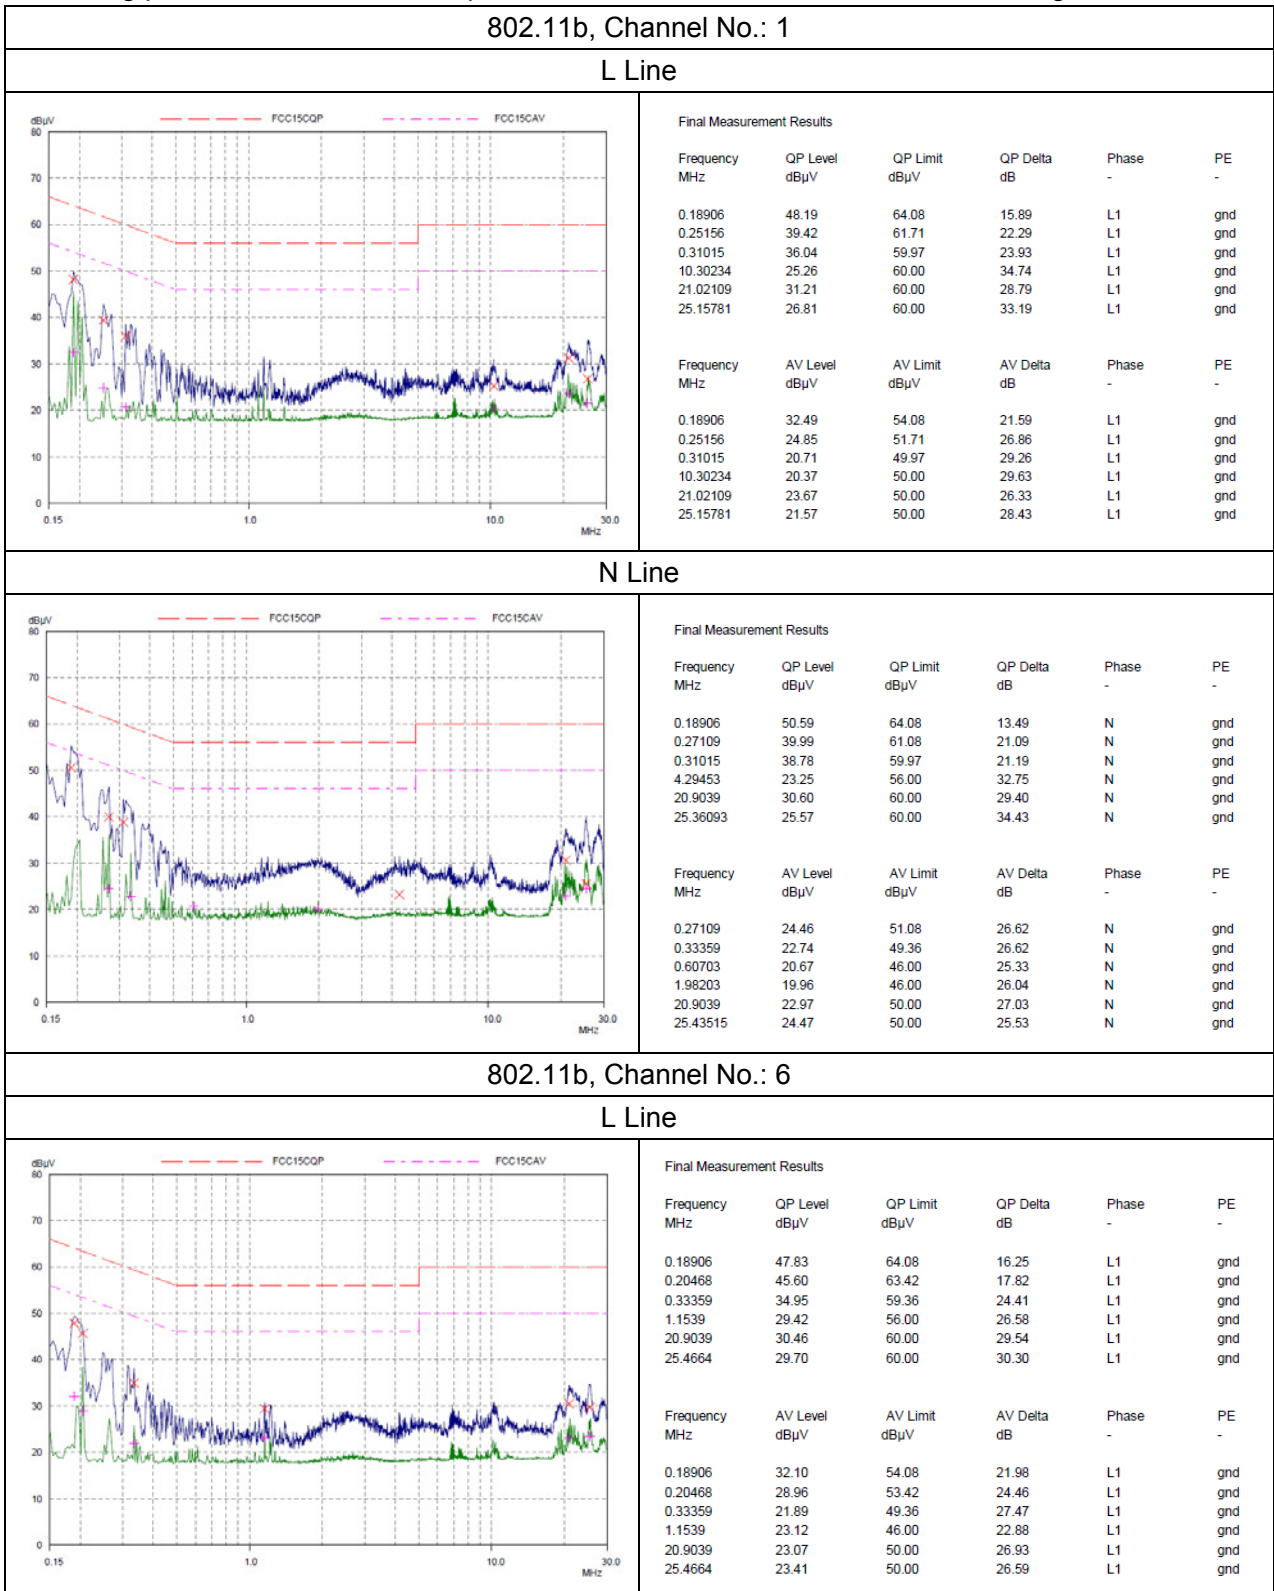 802.11b, Channel No.: 1
L Line
dBµV
FCC15CQP
FCC15CAV
80
70
60
50
40
30
20
10
0
0.15
1.0
10.0
30.0
MHz
Final Measurement Results
Frequency QP Level QP Limit QP Delta Phase PE
MHz dBµV dBµV dB - -
0.18906 48.19 64.08 15.89 L1 gnd
0.25156 39.42 61.71 22.29 L1 gnd
0.31015 36.04 59.97 23.93 L1 gnd
10.30234 25.26 60.00 34.74 L1 gnd
21.02109 31.21 60.00 28.79 L1 gnd
25.15781 26.81 60.00 33.19 L1 gnd
Frequency AV Level AV Limit AV Delta Phase PE
MHz dBµV dBµV dB - -
0.18906 32.49 54.08 21.59 L1 gnd
0.25156 24.85 51.71 26.86 L1 gnd
0.31015 20.71 49.97 29.26 L1 gnd
10.30234 20.37 50.00 29.63 L1 gnd
21.02109 23.67 50.00 26.33 L1 gnd
25.15781 21.57 50.00 28.43 L1 gnd
N Line
dBµV
FCC15CQP
FCC15CAV
80
70
60
50
40
30
20
10
0
0.15
1.0
10.0
30.0
MHz
Final Measurement Results
Frequency QP Level QP Limit QP Delta Phase PE
MHz dBµV dBµV dB - -
0.18906 50.59 64.08 13.49 N gnd
0.27109 39.99 61.08 21.09 N gnd
0.31015 38.78 59.97 21.19 N gnd
4.29453 23.25 56.00 32.75 N gnd
20.9039 30.60 60.00 29.40 N gnd
25.36093 25.57 60.00 34.43 N gnd
Frequency AV Level AV Limit AV Delta Phase PE
MHz dBµV dBµV dB - -
0.27109 24.46 51.08 26.62 N gnd
0.33359 22.74 49.36 26.62 N gnd
0.60703 20.67 46.00 25.33 N gnd
1.98203 19.96 46.00 26.04 N gnd
20.9039 22.97 50.00 27.03 N gnd
25.43515 24.47 50.00 25.53 N gnd
802.11b, Channel No.: 6
L Line
dBµV
FCC15CQP
FCC15CAV
80
70
60
50
40
30
20
10
0
0.15
1.0
10.0
30.0
MHz
Final Measurement Results
Frequency QP Level QP Limit QP Delta Phase PE
MHz dBµV dBµV dB - -
0.18906 47.83 64.08 16.25 L1 gnd
0.20468 45.60 63.42 17.82 L1 gnd
0.33359 34.95 59.36 24.41 L1 gnd
1.1539 29.42 56.00 26.58 L1 gnd
20.9039 30.46 60.00 29.54 L1 gnd
25.4664 29.70 60.00 30.30 L1 gnd
Frequency AV Level AV Limit AV Delta Phase PE
MHz dBµV dBµV dB - -
0.18906 32.10 54.08 21.98 L1 gnd
0.20468 28.96 53.42 24.46 L1 gnd
0.33359 21.89 49.36 27.47 L1 gnd
1.1539 23.12 46.00 22.88 L1 gnd
20.9039 23.07 50.00 26.93 L1 gnd
25.4664 23.41 50.00 26.59 L1 gnd